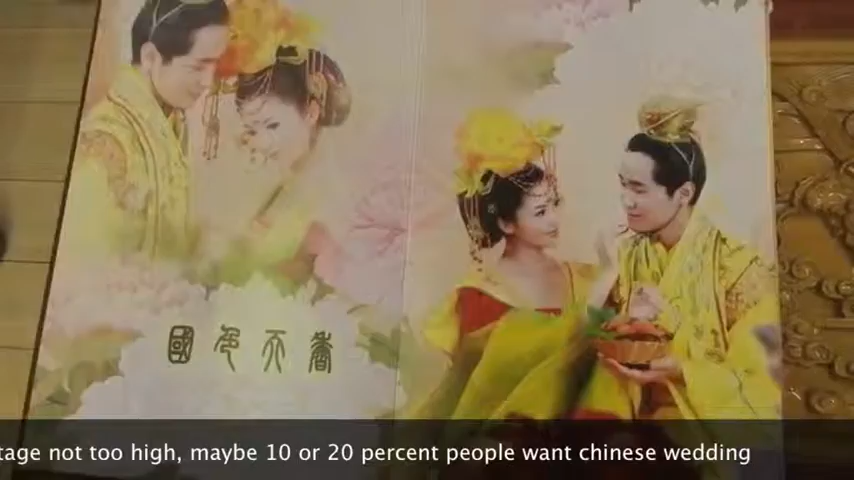 國色天香
tage not too high, maybe 10 or 20 percent people want chinese wedding